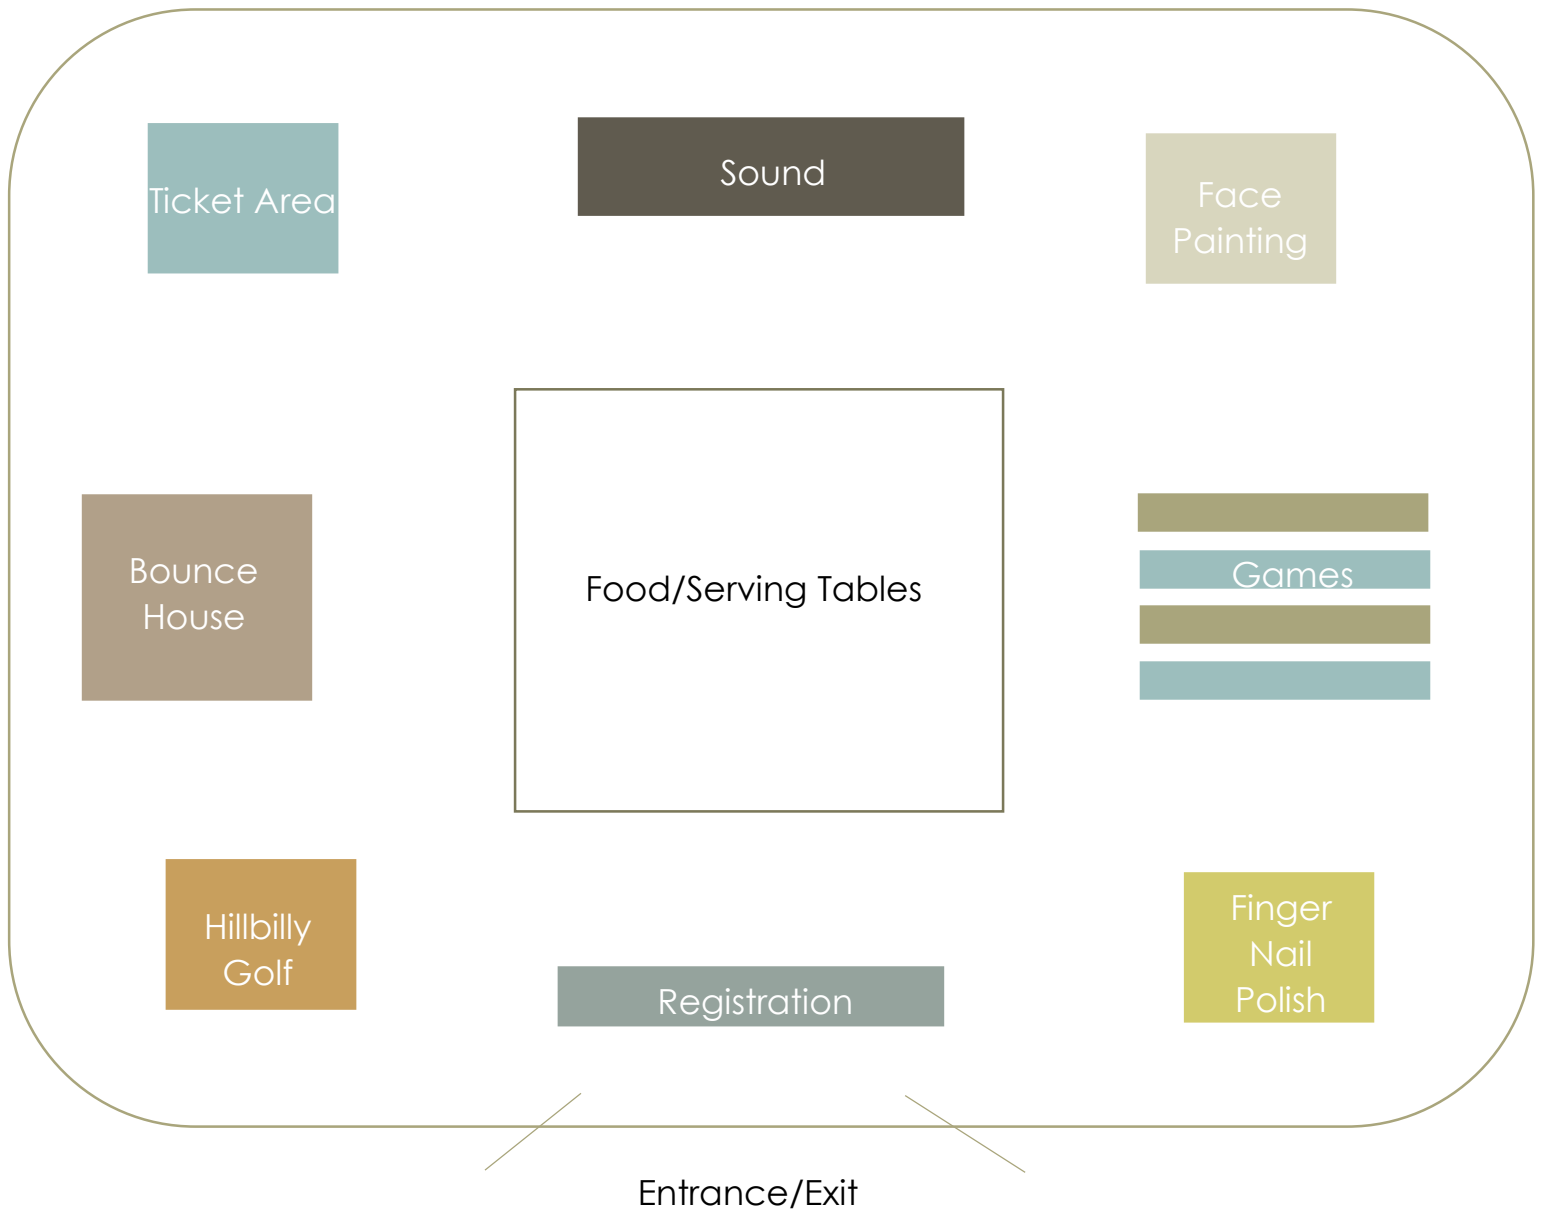 Ticket Area
Sound
Face
Painting
Bounce
House
Food/Serving Tables
Games
Hillbilly
Golf
Registration
Finger
Nail
Polish
Entrance/Exit